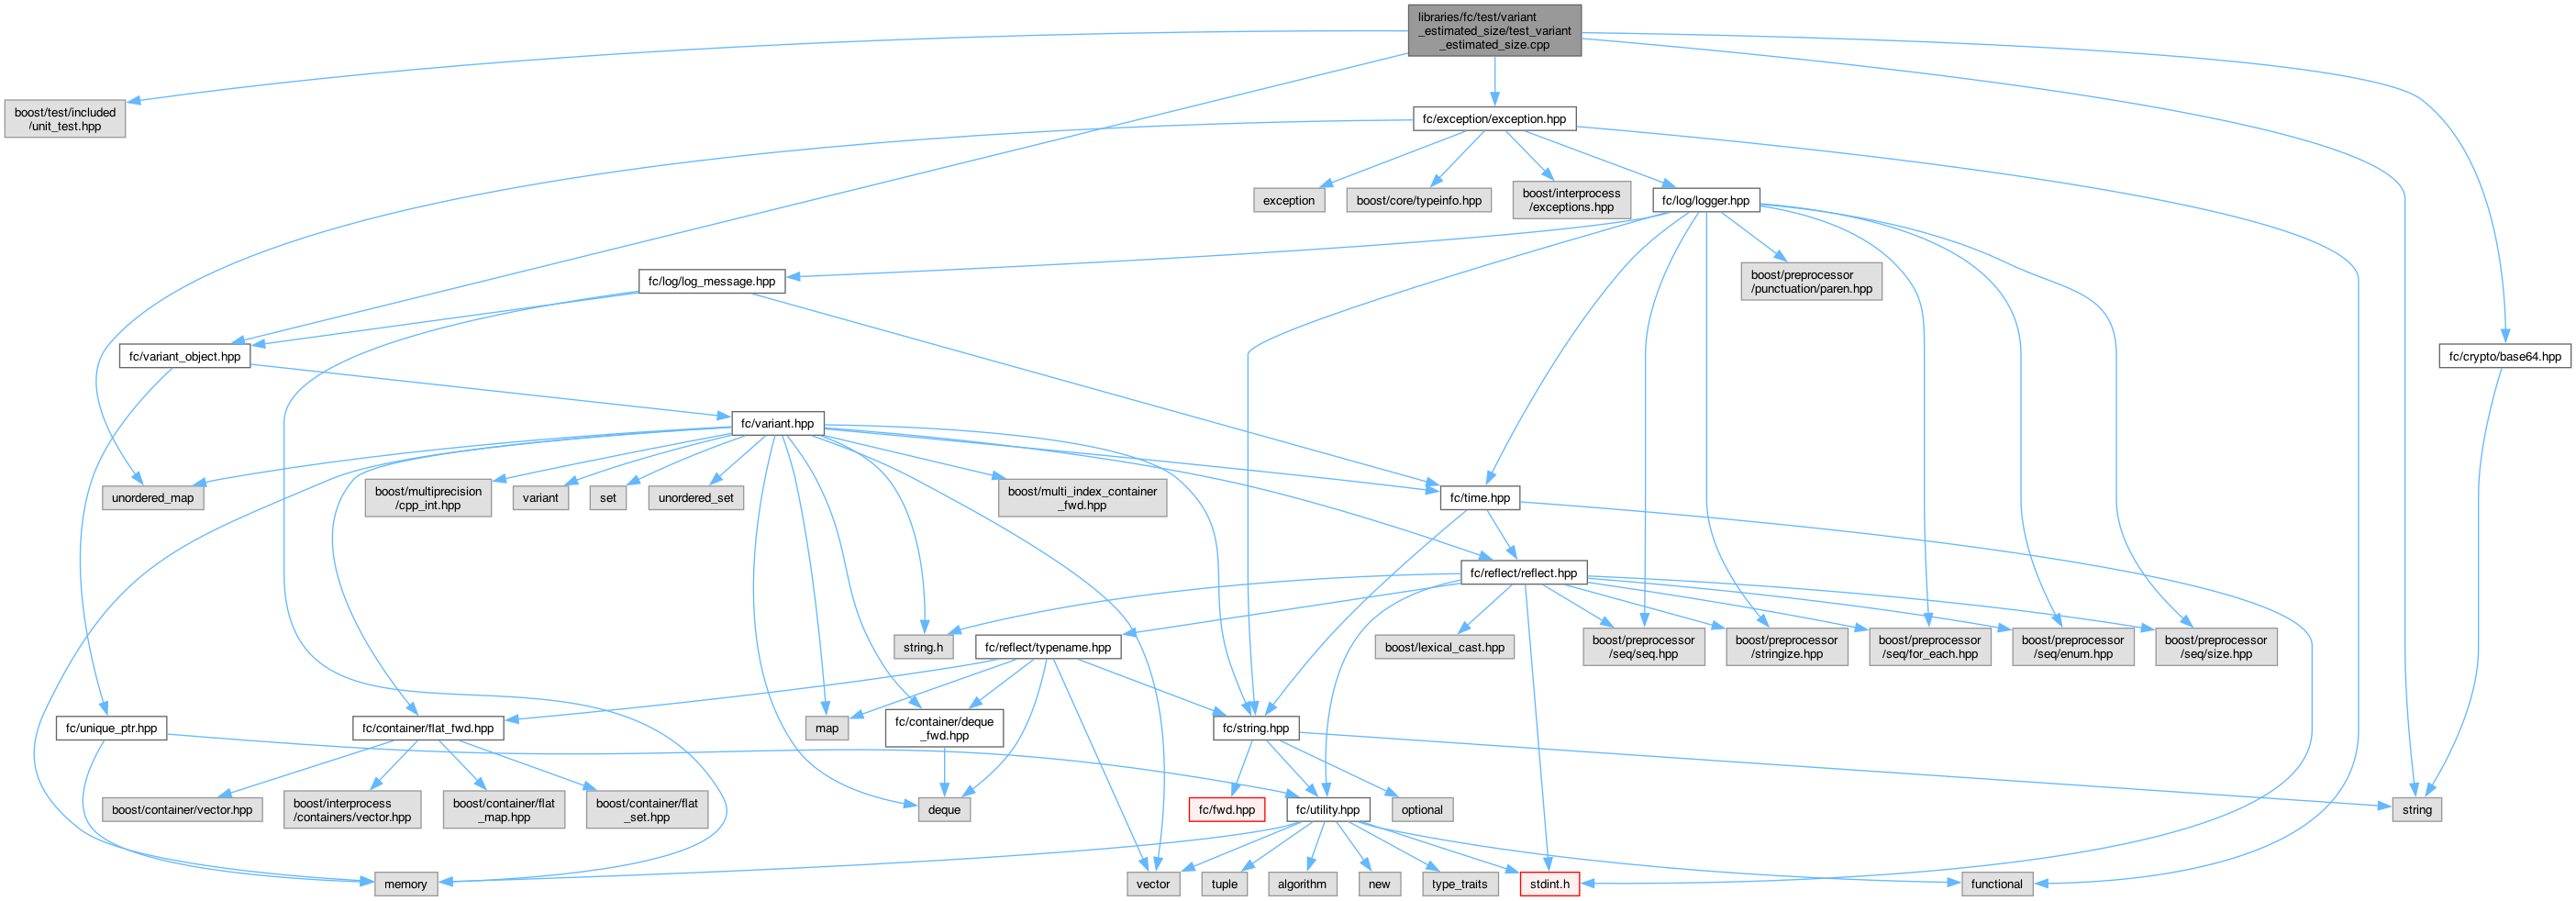 libraries/fc/test/variant
_estimated_size/test_variant
_estimated_size.cpp
boost/test/included
/unit_test.hpp
fc/exception/exception.hpp
exception
boost/core/typeinfo.hpp
boost/interprocess
/exceptions.hpp
fc/log/logger.hpp
fc/log/log_message.hpp
boost/preprocessor
/punctuation/paren.hpp
fc/variant_object.hpp
fc/crypto/base64.hpp
fc/variant.hpp
unordered_map
boost/multiprecision
/cpp_int.hpp
variant
set
unordered_set
boost/multi_index_container
_fwd.hpp
fc/time.hpp
fc/reflect/reflect.hpp
string.h
fc/reflect/typename.hpp
boost/lexical_cast.hpp
boost/preprocessor
/seq/seq.hpp
boost/preprocessor
/stringize.hpp
boost/preprocessor
/seq/for_each.hpp
boost/preprocessor
/seq/enum.hpp
boost/preprocessor
/seq/size.hpp
fc/unique_ptr.hpp
fc/container/flat_fwd.hpp
map
fc/container/deque
_fwd.hpp
fc/string.hpp
boost/container/vector.hpp
boost/interprocess
/containers/vector.hpp
boost/container/flat
_map.hpp
boost/container/flat
_set.hpp
deque
fc/fwd.hpp
fc/utility.hpp
optional
string
memory
vector
tuple
algorithm
new
type_traits
stdint.h
functional